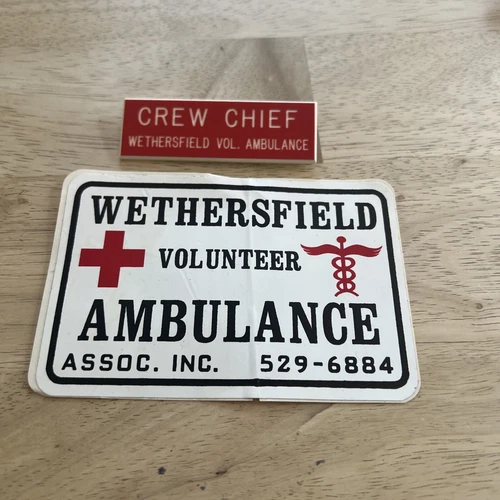 CREW CHIEF
WETHERSFIELD VOL. AMBULANCE
WETHERSFIELD
VOLUNTEER
AMBULANCE
ASSOC. INC. 529-6884